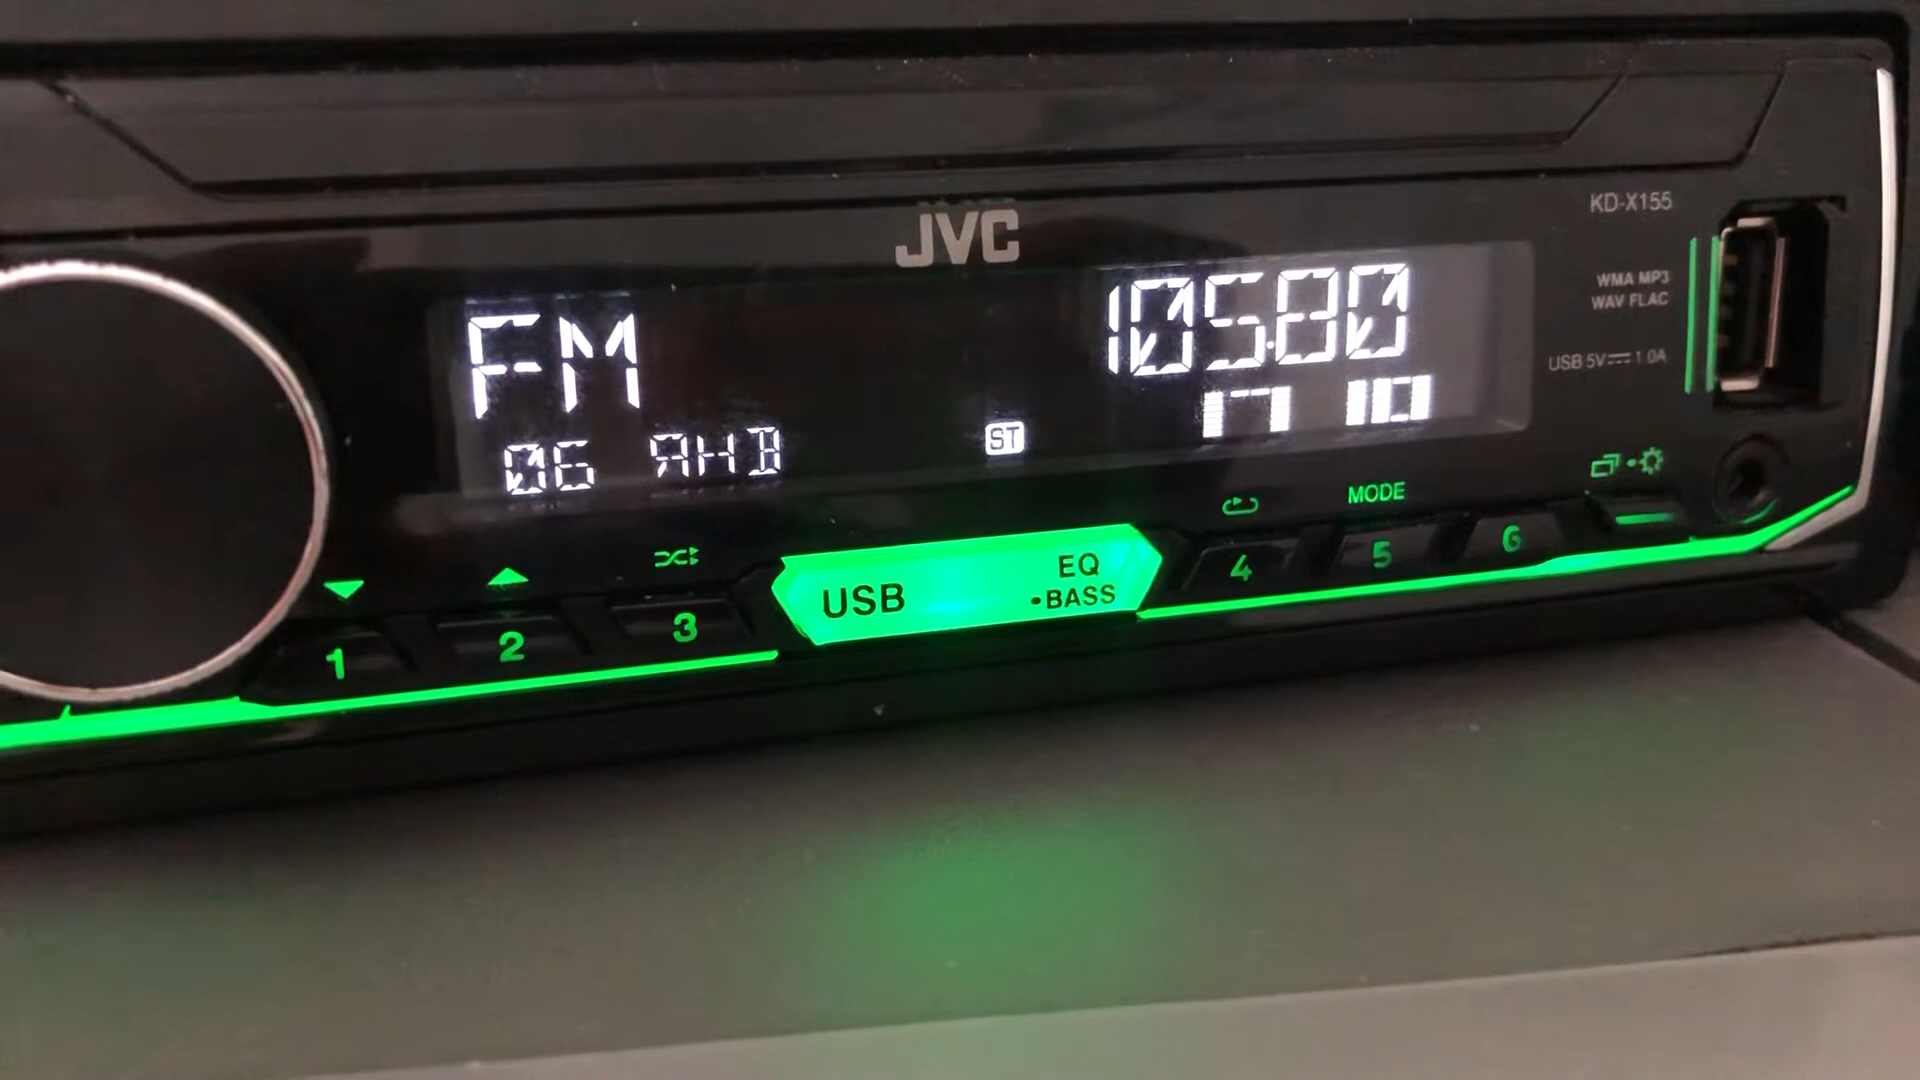 JVC
KD-X155
FM
105.80
WMA MP3
WAV FLAC
06 ЯНВ
ST
17 10
USB 5V⎓1.0A
MODE
USB
EQ
•BASS
1
2
3
4
5
6